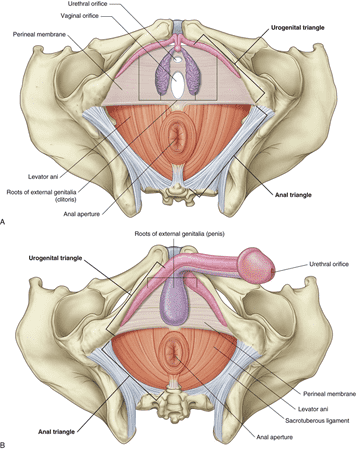 Urethral orifice
Vaginal orifice
Urogenital triangle
Perineal membrane
Levator ani
Roots of external genitalia
(clitoris)
Anal triangle
Anal aperture
A
Roots of external genitalia (penis)
Urogenital triangle
Urethral orifice
Perineal membrane
Levator ani
Sacrotuberous ligament
Anal triangle
Anal aperture
B